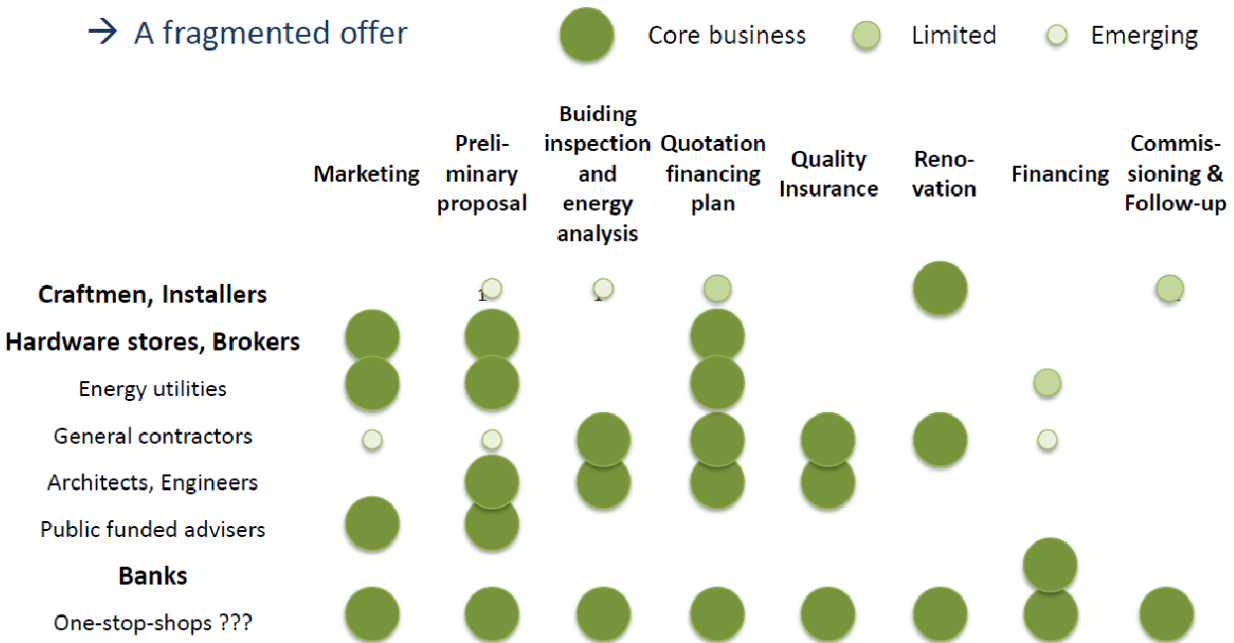 → A fragmented offer
Core business
Limited
Emerging
Marketing
Preli-
minary
proposal
Buiding
inspection
and
energy
analysis
Quotation
financing
plan
Quality
Insurance
Reno-
vation
Financing
Commis-
sioning &
Follow-up
Craftmen, Installers
1
1
Hardware stores, Brokers
Energy utilities
General contractors
Architects, Engineers
Public funded advisers
Banks
One-stop-shops ???